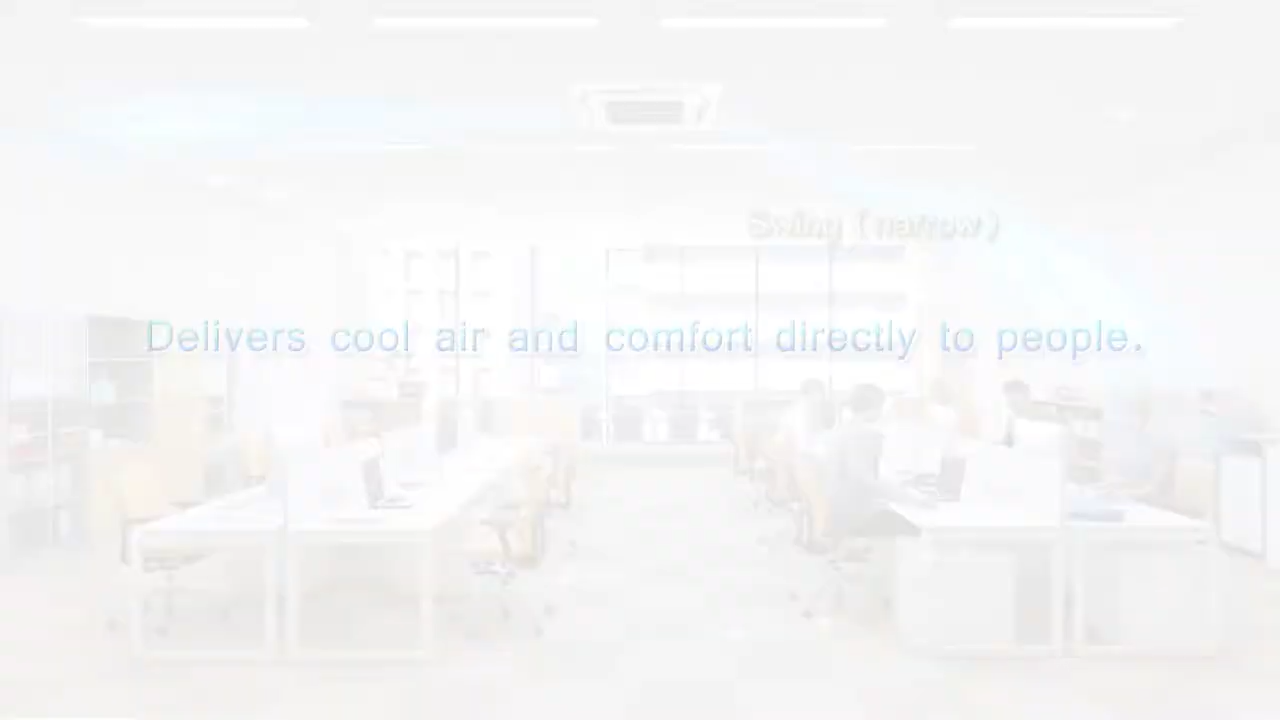 Swing ( narrow )
Delivers cool air and comfort directly to people.